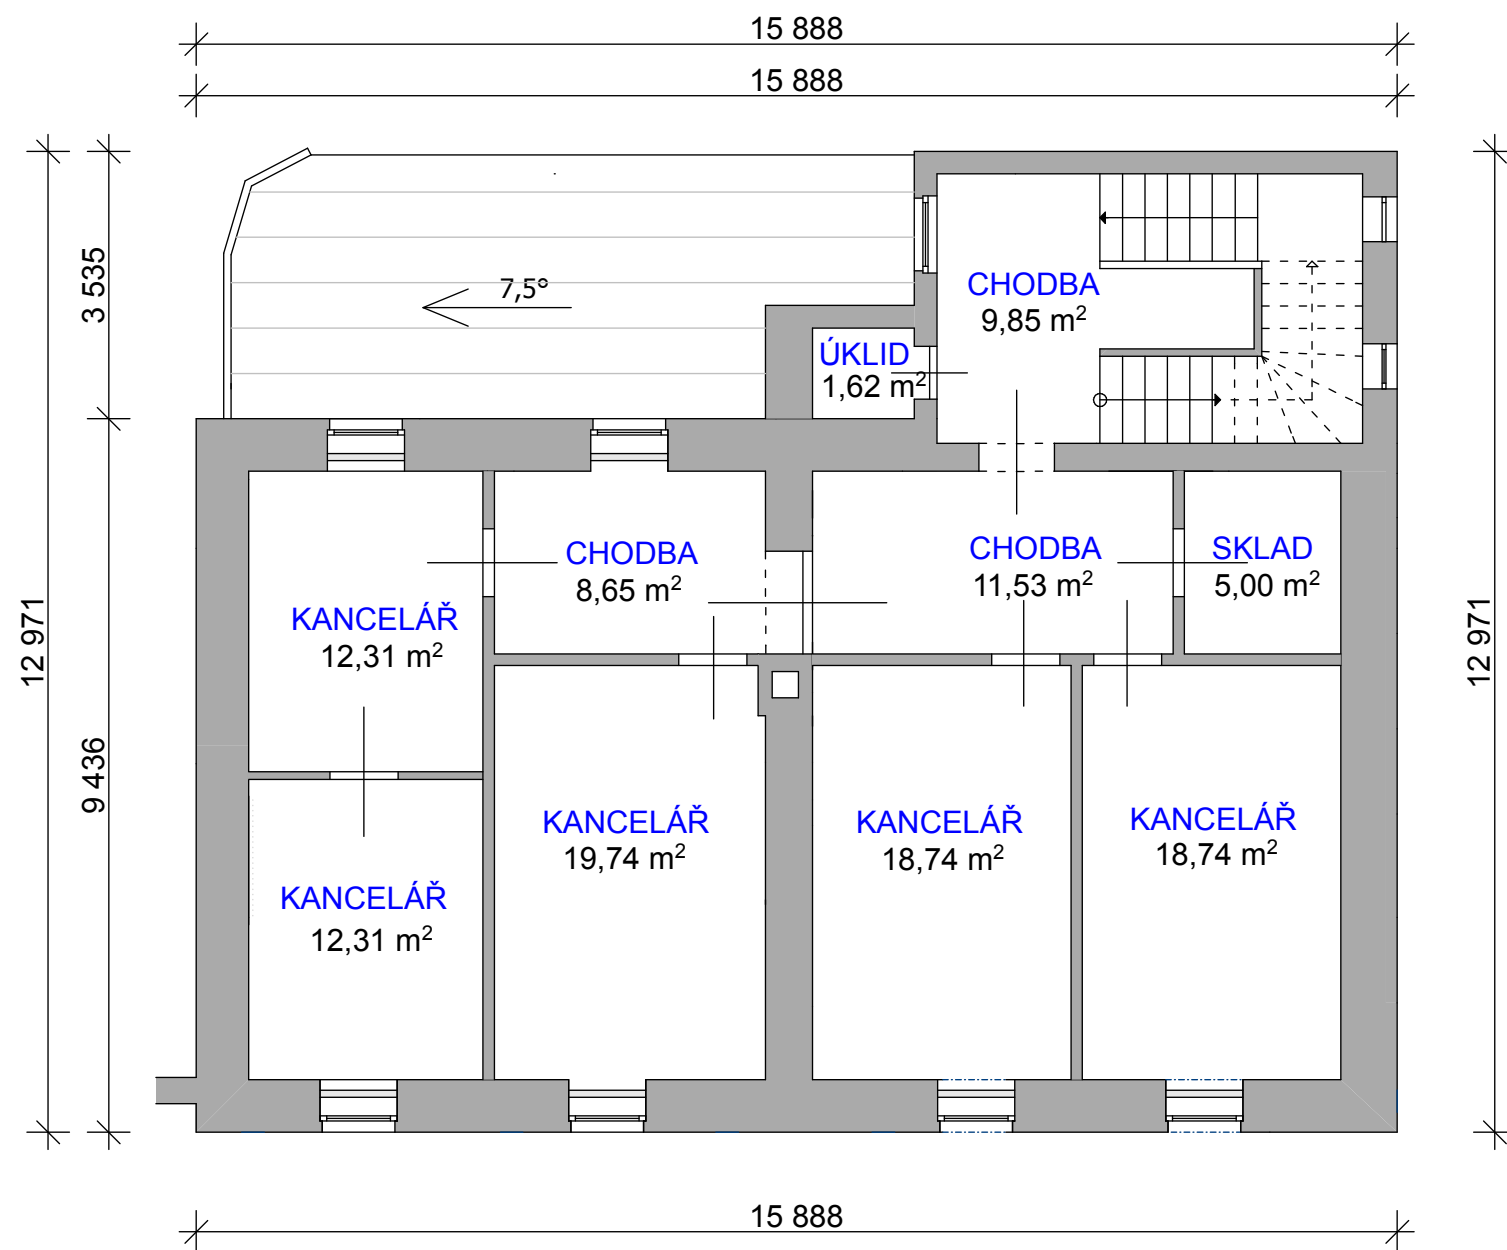 15 888
15 888
3 535
12 971
9 436
12 971
7,5°
CHODBA
9,85 m²
ÚKLID
1,62 m²
CHODBA
8,65 m²
CHODBA
11,53 m²
SKLAD
5,00 m²
KANCELÁŘ
12,31 m²
KANCELÁŘ
19,74 m²
KANCELÁŘ
18,74 m²
KANCELÁŘ
18,74 m²
KANCELÁŘ
12,31 m²
15 888